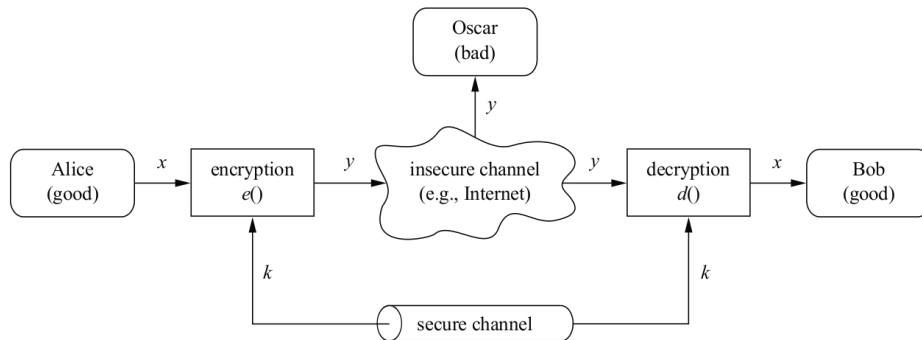 Oscar
(bad)
y
Alice
(good)
x
encryption
e()
y
insecure channel
(e.g., Internet)
y
decryption
d()
x
Bob
(good)
k
k
secure channel